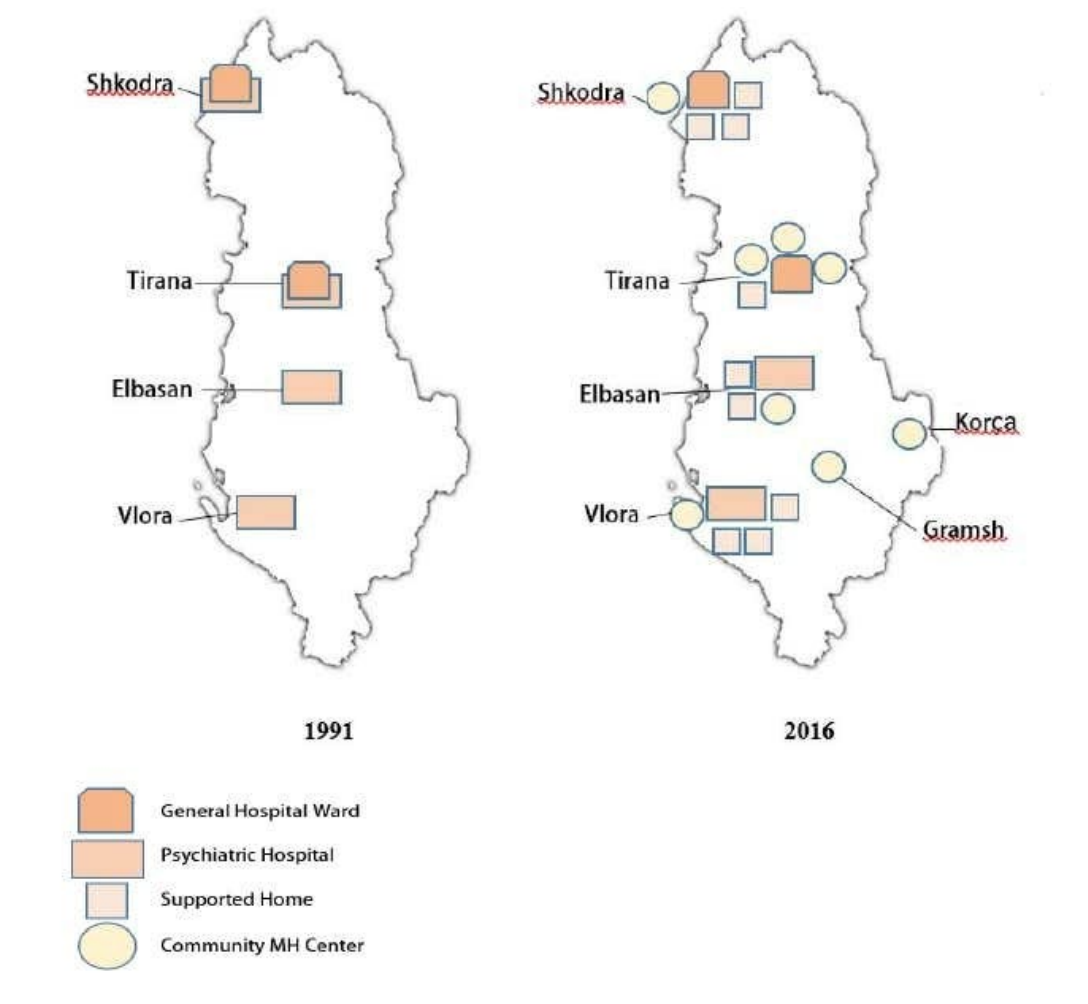 Shkodra
Tirana
Elbasan
Vlora
1991
Shkodra
Tirana
Elbasan
Korca
Vlora
Gramsh
2016
General Hospital Ward
Psychiatric Hospital
Supported Home
Community MH Center